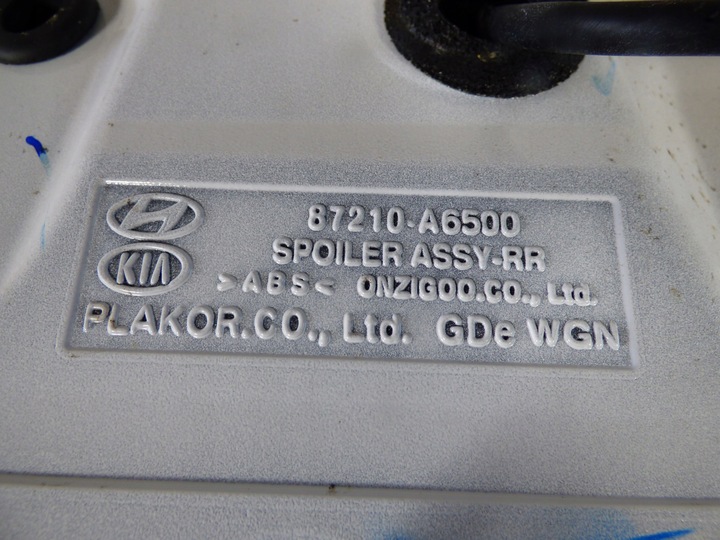 87210-A6500
SPOILER ASSY-RR
KIA
>ABS< ONZIGOO.CO., Ltd.
PLAKOR.CO., Ltd. GDe WGN